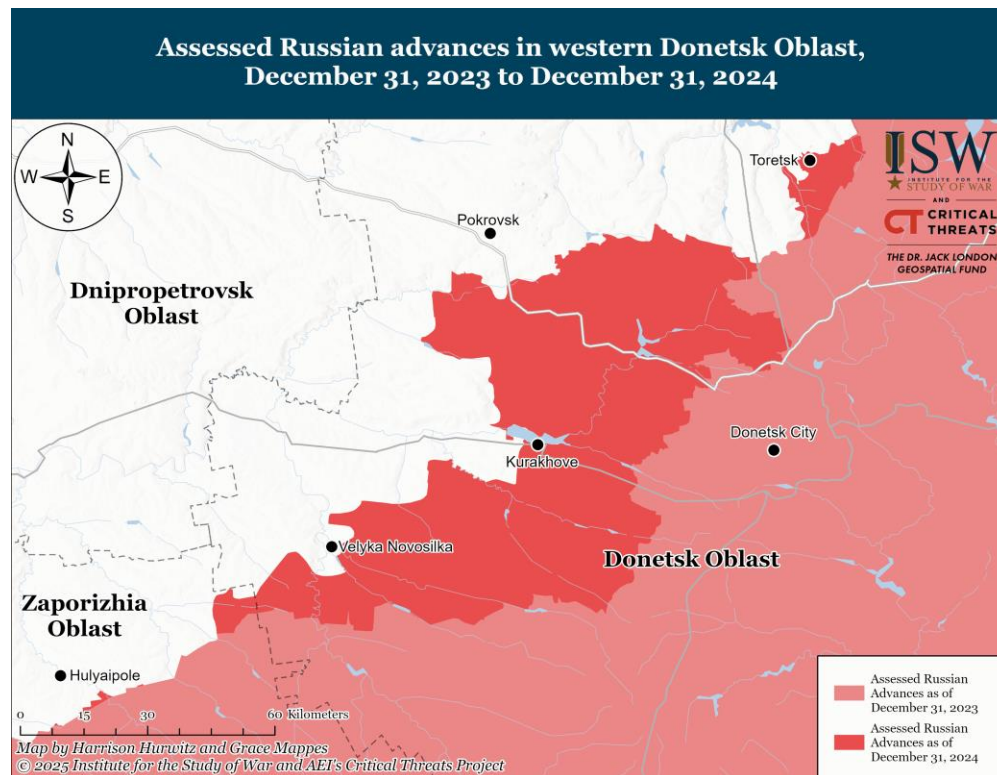 Assessed Russian advances in western Donetsk Oblast,
December 31, 2023 to December 31, 2024
N
W E
S
ISW
INSTITUTE FOR THE
STUDY OF WAR
AND
CT CRITICAL
THREATS
THE DR. JACK LONDON
GEOSPATIAL FUND
Toretsk
Pokrovsk
Dnipropetrovsk
Oblast
Donetsk City
Kurakhove
Velyka Novosilka
Donetsk Oblast
Zaporizhia
Oblast
Hulyaipole
0 15 30 60 Kilometers
Map by Harrison Hurwitz and Grace Mappes
© 2025 Institute for the Study of War and AEI's Critical Threats Project
Assessed Russian
Advances as of
December 31, 2023
Assessed Russian
Advances as of
December 31, 2024